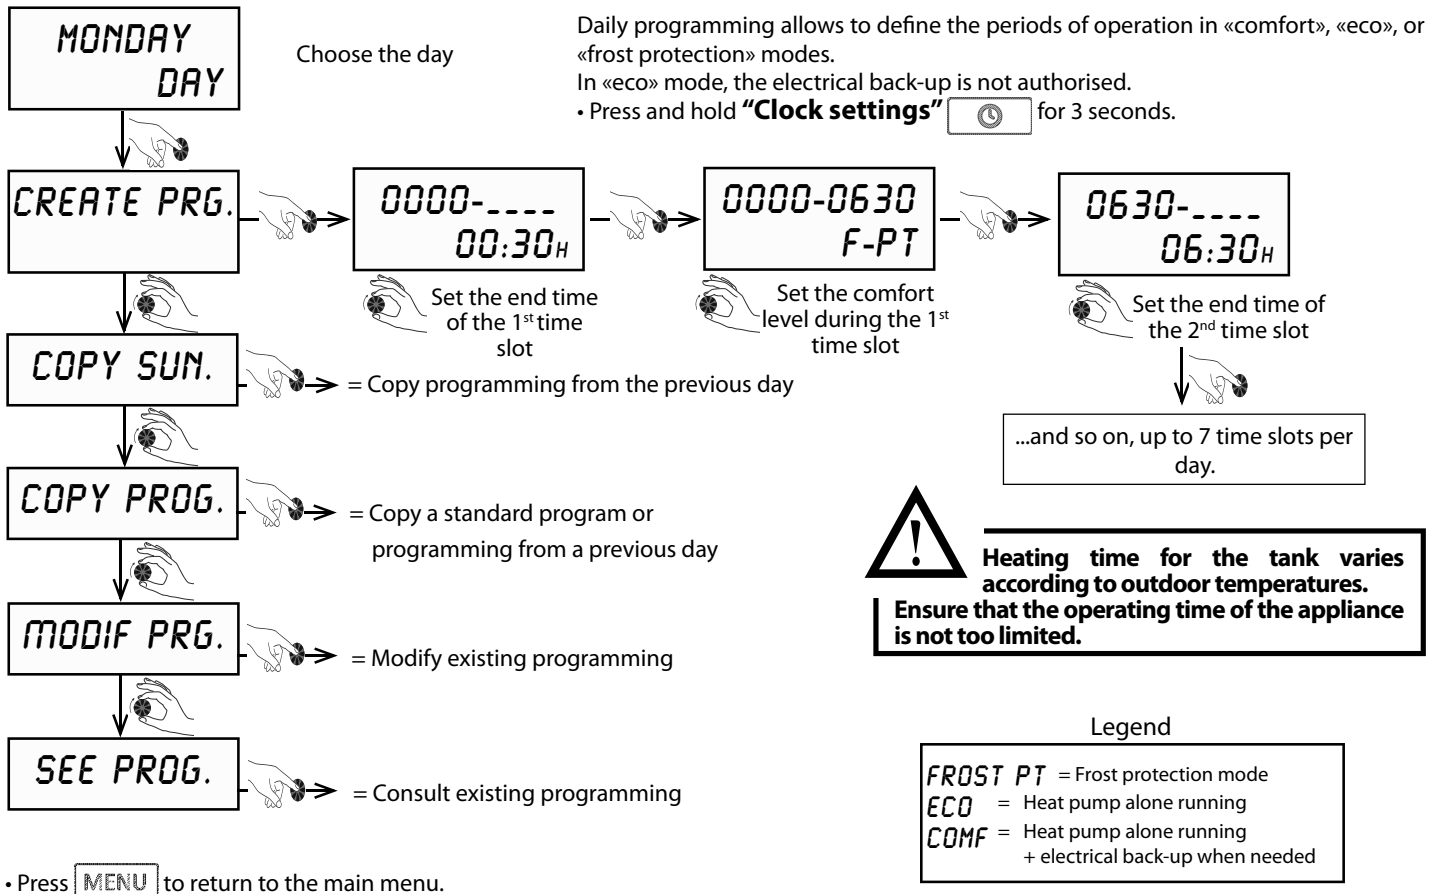 MONDAY
DAY
Choose the day
Daily programming allows to define the periods of operation in «comfort», «eco», or
«frost protection» modes.
In «eco» mode, the electrical back-up is not authorised.
• Press and hold "Clock settings" for 3 seconds.
CREATE PRG.
0000-____
00:30H
0000-0630
F-PT
0630-____
06:30H
Set the end time
of the 1st time
slot
Set the comfort
level during the 1st
time slot
Set the end time of
the 2nd time slot
COPY SUN.
= Copy programming from the previous day
...and so on, up to 7 time slots per
day.
COPY PROG.
= Copy a standard program or
programming from a previous day
!
Heating time for the tank varies
according to outdoor temperatures.
Ensure that the operating time of the appliance
is not too limited.
MODIF PRG.
= Modify existing programming
SEE PROG.
= Consult existing programming
Legend
FROST PT = Frost protection mode
ECO = Heat pump alone running
COMF = Heat pump alone running
+ electrical back-up when needed
• Press MENU to return to the main menu.